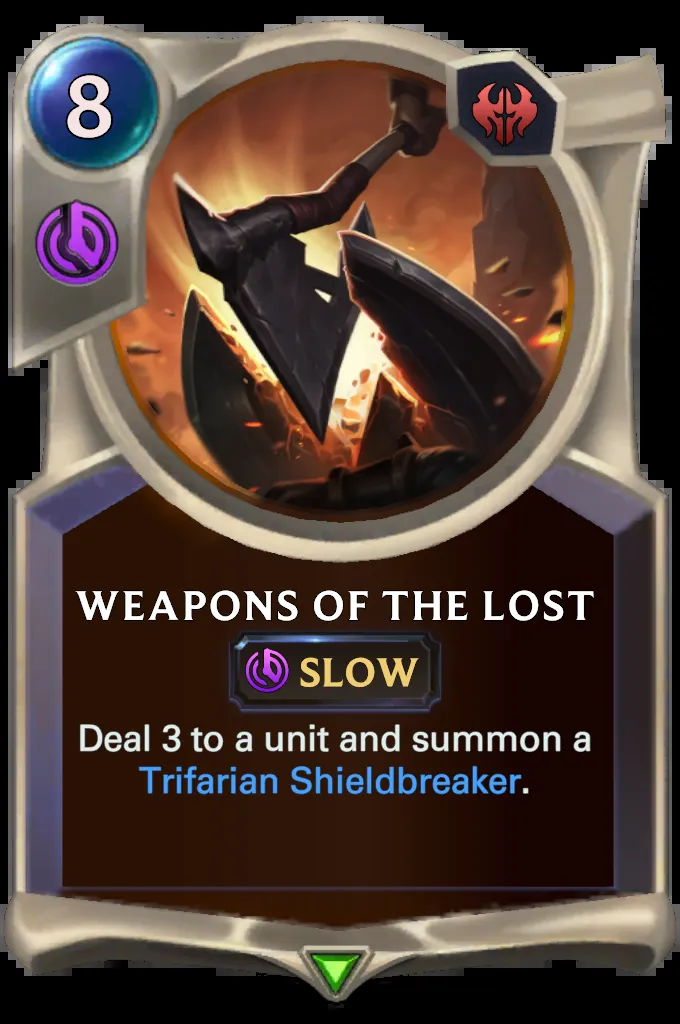 8
WEAPONS OF THE LOST
SLOW
Deal 3 to a unit and summon a
Trifarian Shieldbreaker.